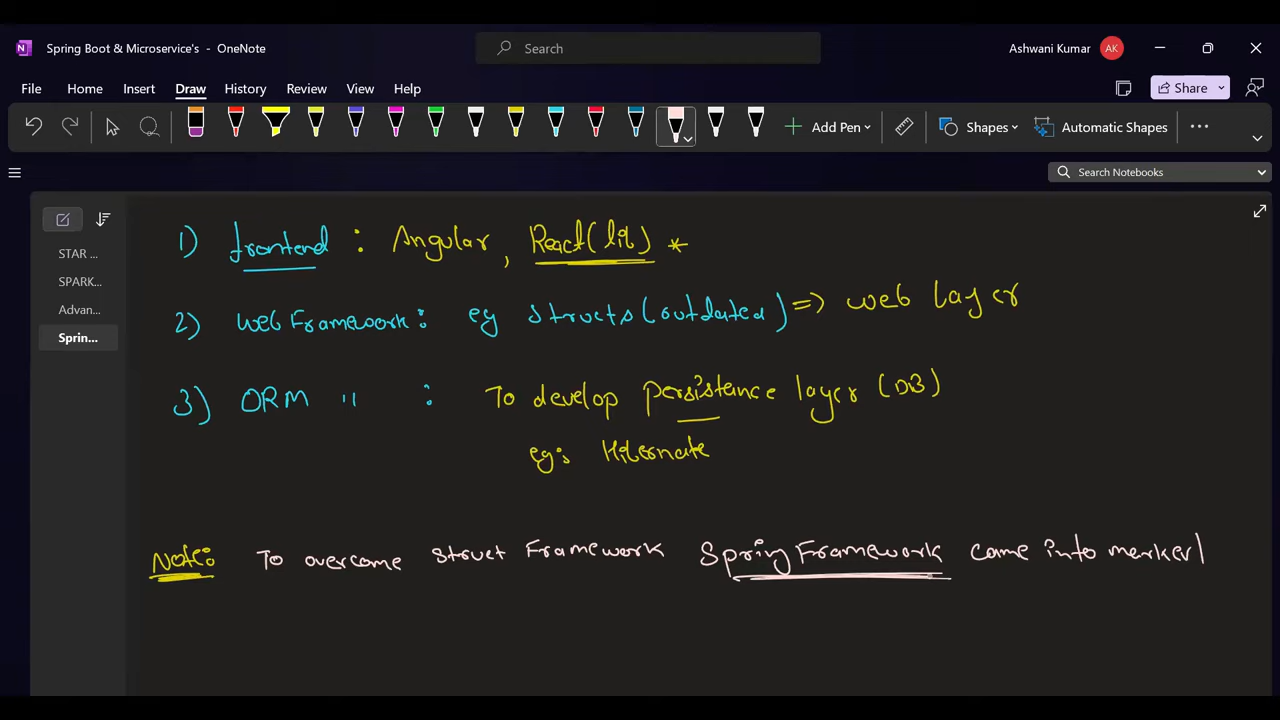 Spring Boot & Microservice's - OneNote
Search
Ashwani Kumar AK
File Home Insert Draw History Review View Help
Share
Add Pen
Shapes
Automatic Shapes
Search Notebooks
STAR ...
SPARK...
Advan...
Sprin...
1) frontend : Angular, React(lib) *
2) WebFramework: eg structs(outdated) => web layer
3) ORM " : To develop persistence layer (DB)
eg: Hibernate
Note: To overcome struct Framework Spring Framework came into market